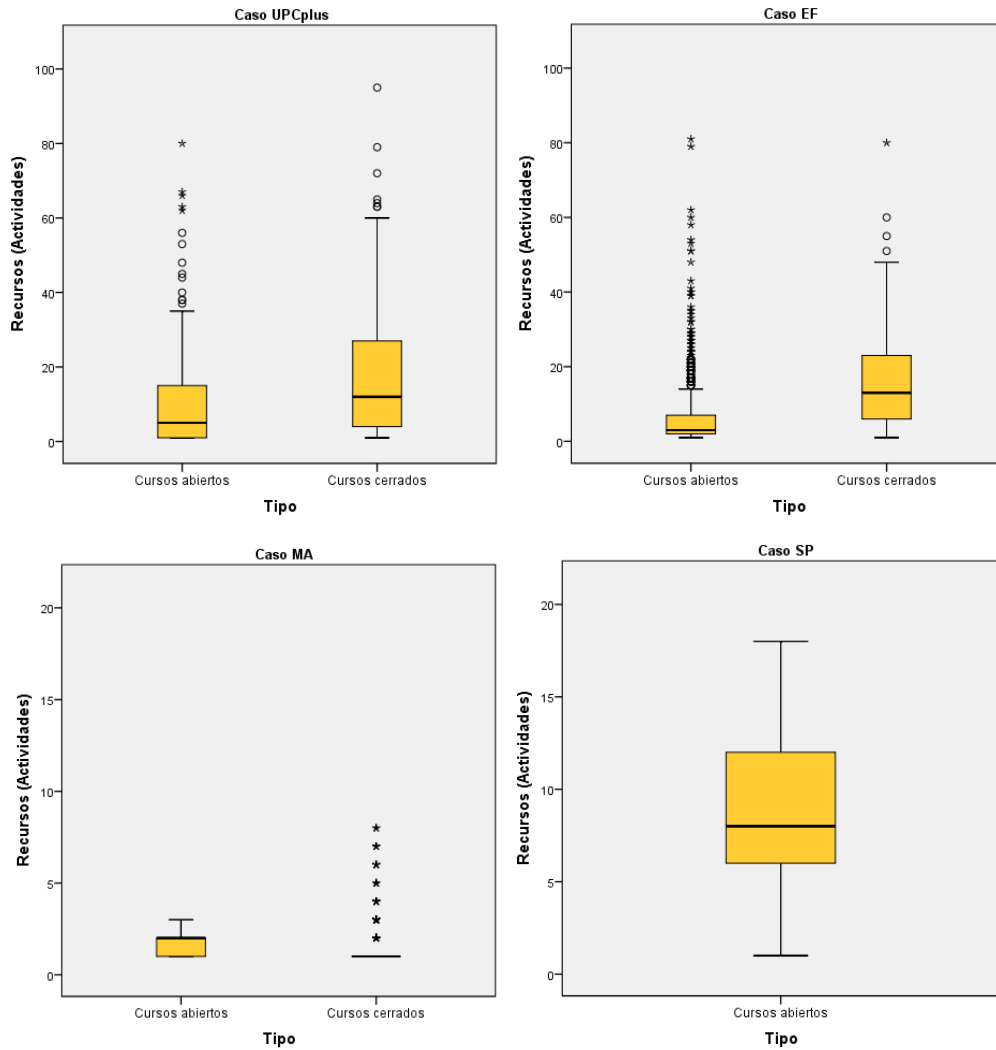 Caso UPCplus
Recursos (Actividades)
100
80
60
40
20
0
Cursos abiertos
Cursos cerrados
Tipo
Caso EF
Recursos (Actividades)
100
80
60
40
20
0
Cursos abiertos
Cursos cerrados
Tipo
Caso MA
Recursos (Actividades)
20
15
10
5
0
Cursos abiertos
Cursos cerrados
Tipo
Caso SP
Recursos (Actividades)
20
15
10
5
0
Cursos abiertos
Tipo